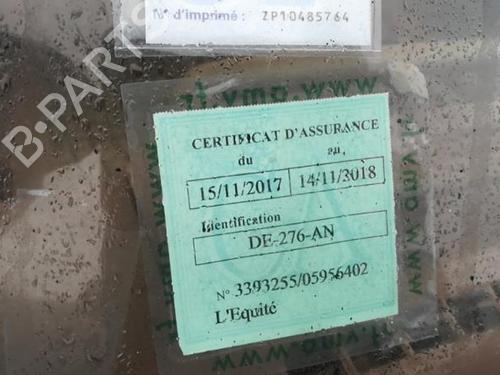 N° d'imprimé : ZP10485764
B-PARTS
CERTIFICAT D'ASSURANCE
du au
15/11/2017 14/11/2018
Identification
DE-276-AN
N° 3393255/05956402
L'Equité